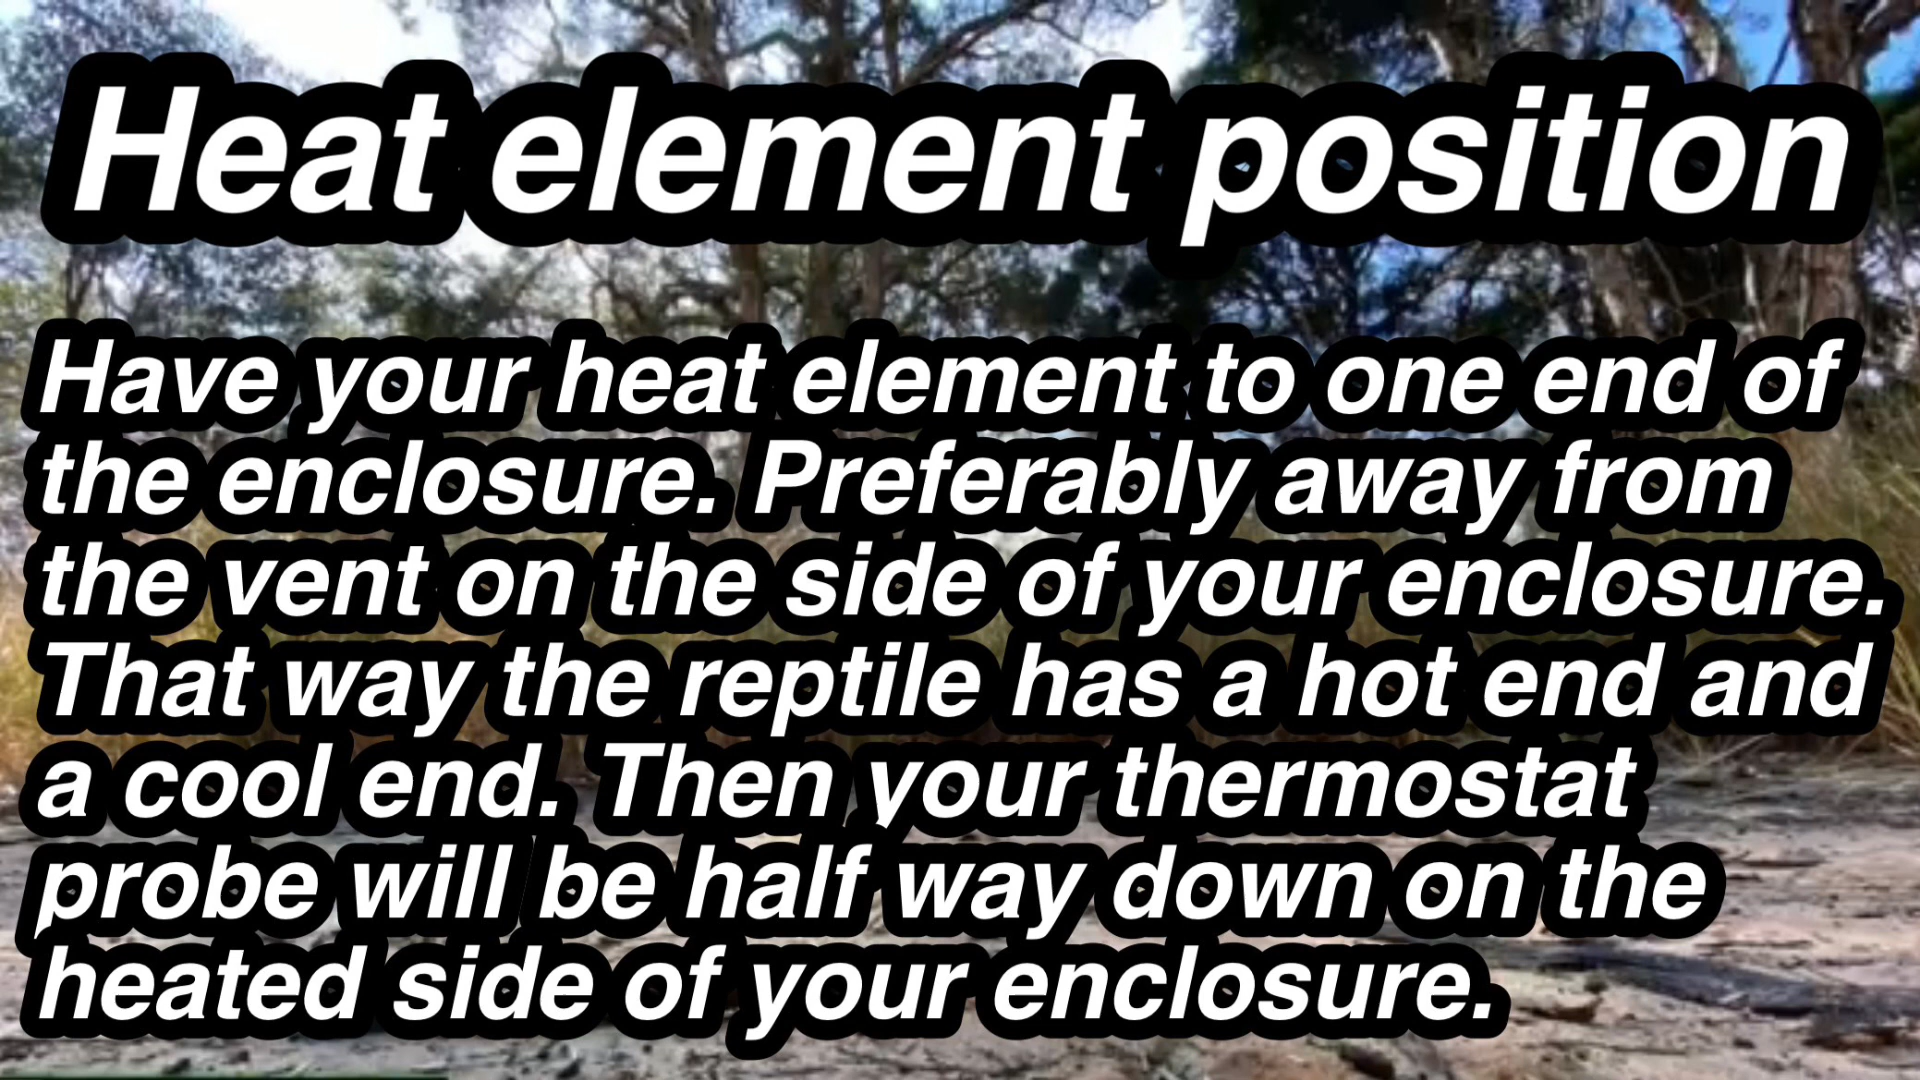 Heat element position
Have your heat element to one end of
the enclosure. Preferably away from
the vent on the side of your enclosure.
That way the reptile has a hot end and
a cool end. Then your thermostat
probe will be half way down on the
heated side of your enclosure.